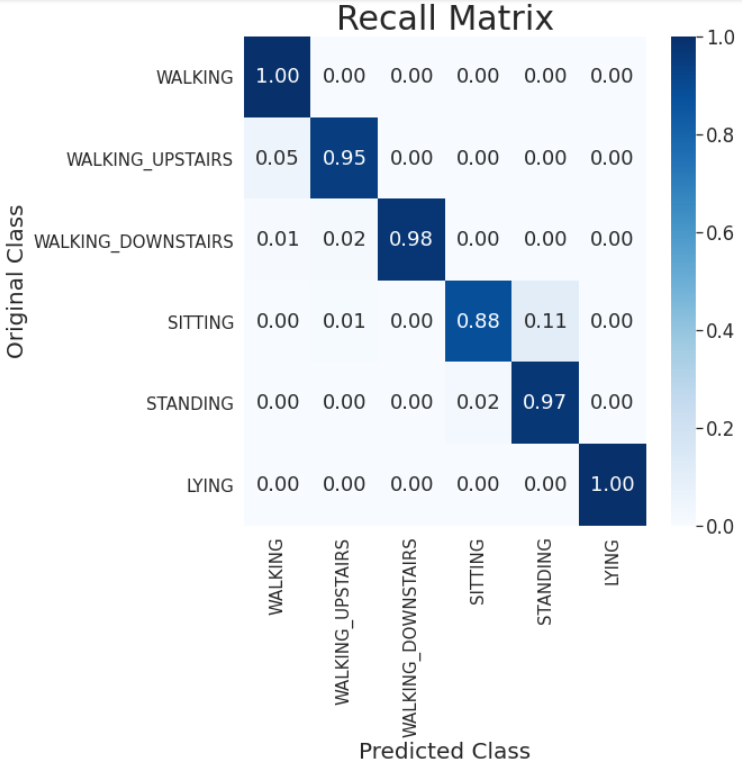 Recall Matrix
Original Class
WALKING 1.00 0.00 0.00 0.00 0.00 0.00
WALKING_UPSTAIRS 0.05 0.95 0.00 0.00 0.00 0.00
WALKING_DOWNSTAIRS 0.01 0.02 0.98 0.00 0.00 0.00
SITTING 0.00 0.01 0.00 0.88 0.11 0.00
STANDING 0.00 0.00 0.00 0.02 0.97 0.00
LYING 0.00 0.00 0.00 0.00 0.00 1.00
WALKING
WALKING_UPSTAIRS
WALKING_DOWNSTAIRS
SITTING
STANDING
LYING
Predicted Class
1.0
0.8
0.6
0.4
0.2
0.0